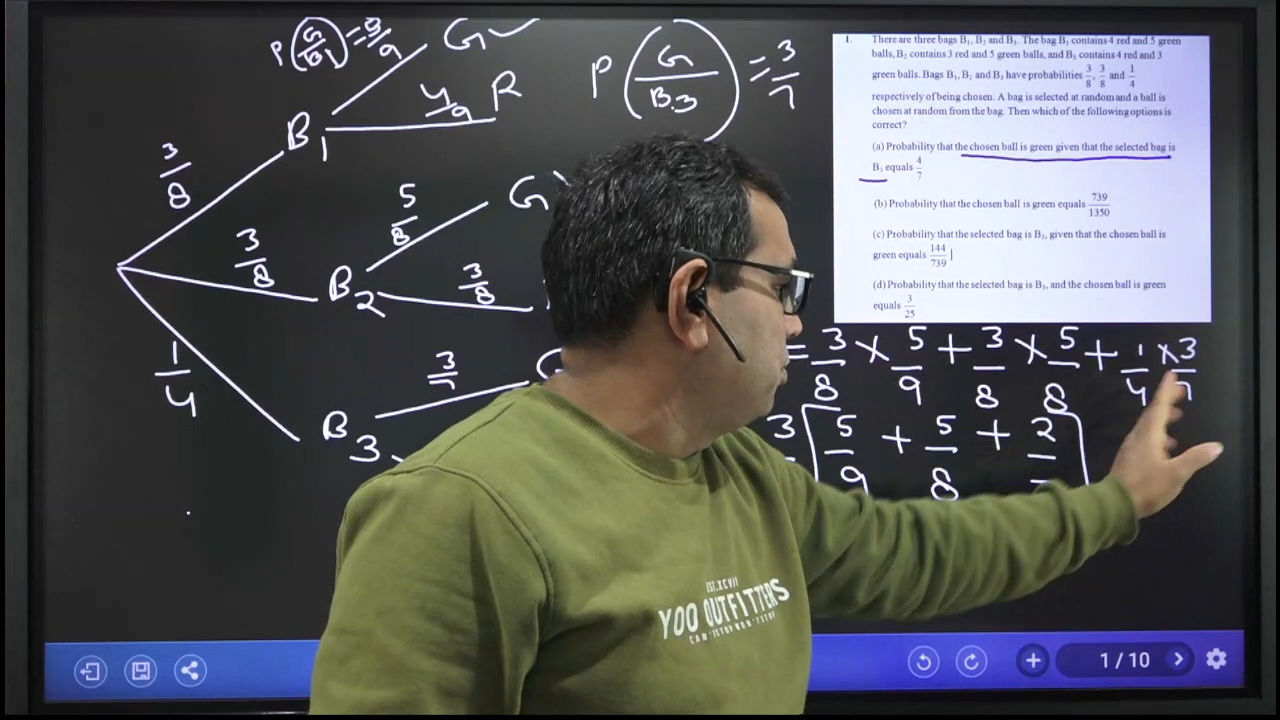 P(G/B1) = 5/9
G
3/8
B1
4/9 R
P(G/B.3) = 3/7
3/8
B2
5/8 G
3/8
1/4
B3
3/7
1. There are three bags B₁, B₂ and B₃. The bag B₁ contains 4 red and 5 green
balls, B₂ contains 3 red and 5 green balls, and B₃ contains 4 red and 3
green balls. Bags B₁, B₂ and B₃ have probabilities 3/8, 3/8 and 1/4
respectively of being chosen. A bag is selected at random and a ball is
chosen at random from the bag. Then which of the following options is
correct?
(a) Probability that the chosen ball is green given that the selected bag is
B₃ equals 4/7
(b) Probability that the chosen ball is green equals 739/1350
(c) Probability that the selected bag is B₃, given that the chosen ball is
green equals 144/739
(d) Probability that the selected bag is B₃, and the chosen ball is green
equals 3/25
= 3/8 × 5/9 + 3/8 × 5/8 + 1/4 × 3/7
3 [5/9 + 5/8 + 2
EST. XCVII
YOO OUTFITTERS
1 / 10